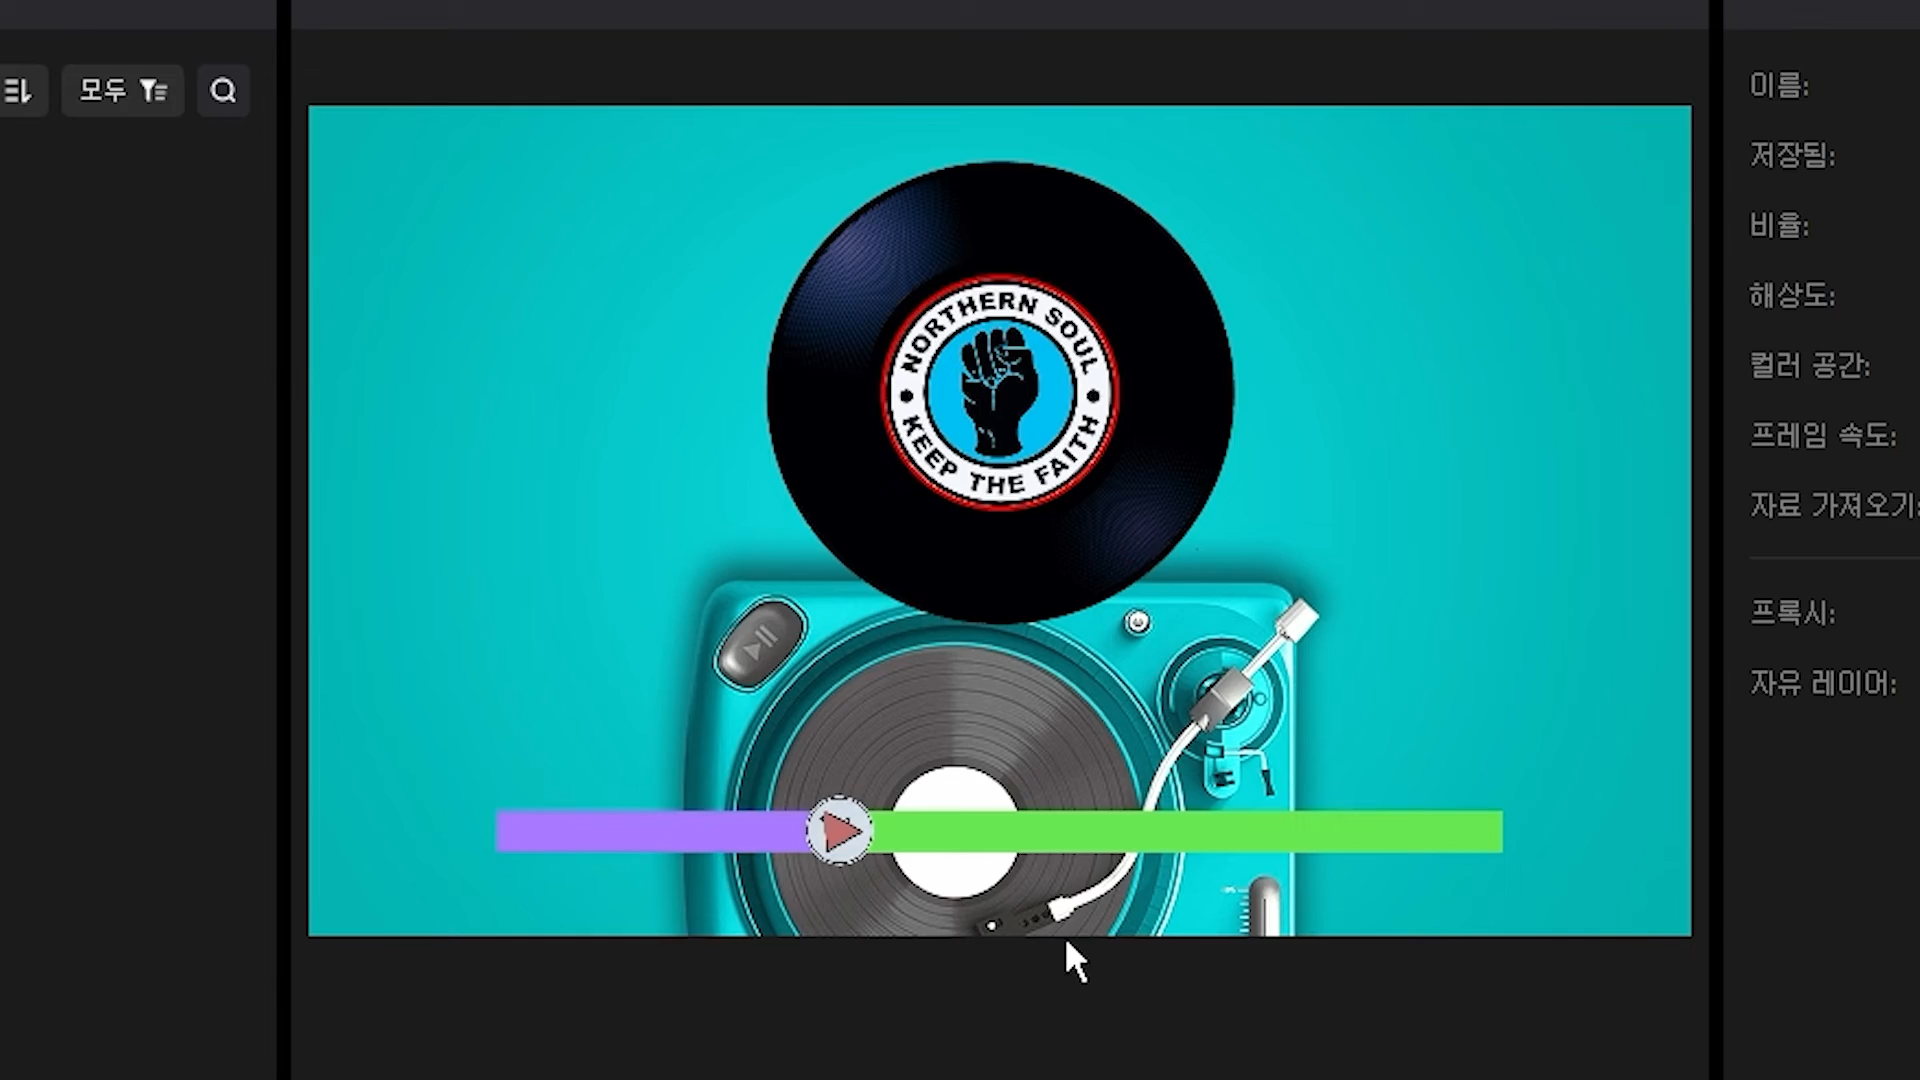 모두
NORTHERN SOUL
KEEP THE FAITH
이름:
저장됨:
비율:
해상도:
컬러 공간:
프레임 속도:
자료 가져오기:
프록시:
자유 레이어: